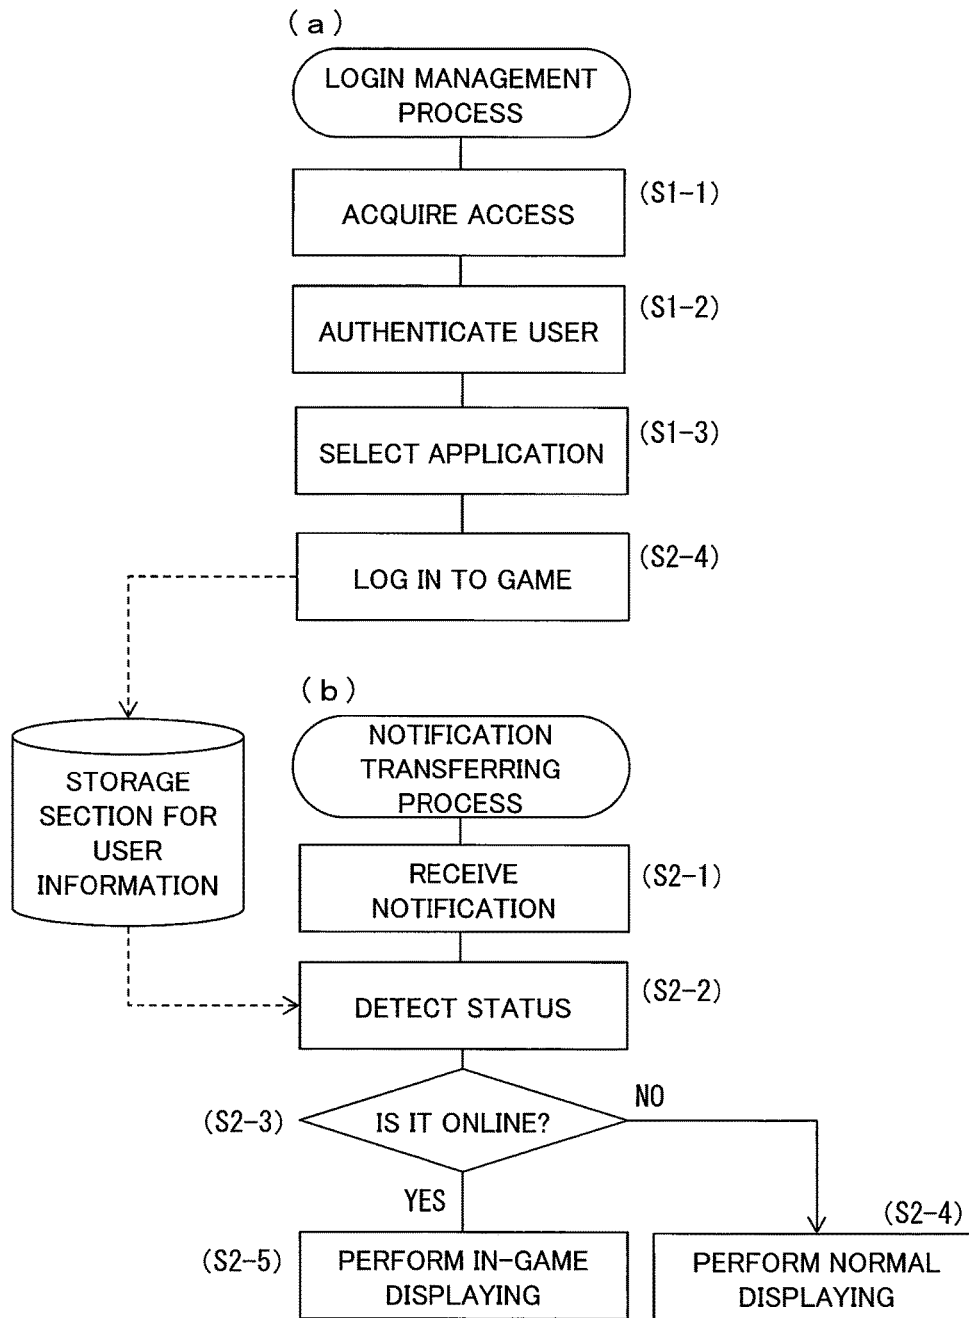 (a)
LOGIN MANAGEMENT
PROCESS
(S1-1)
ACQUIRE ACCESS
(S1-2)
AUTHENTICATE USER
(S1-3)
SELECT APPLICATION
(S2-4)
LOG IN TO GAME
(b)
NOTIFICATION
TRANSFERRING
PROCESS
STORAGE
SECTION FOR
USER
INFORMATION
RECEIVE
NOTIFICATION
(S2-1)
DETECT STATUS
(S2-2)
(S2-3)
IS IT ONLINE?
NO
YES
(S2-4)
(S2-5)
PERFORM IN-GAME
DISPLAYING
PERFORM NORMAL
DISPLAYING